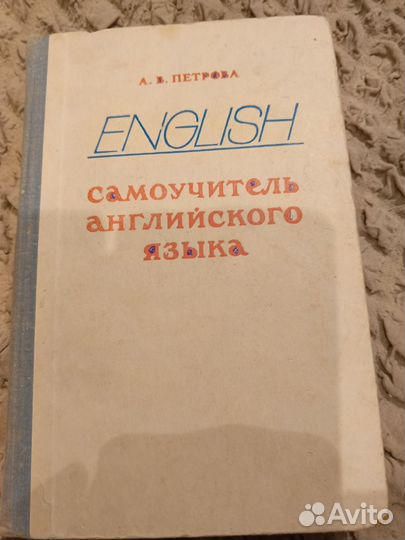 А. В. ПЕТРОВА
ENGLISH
САМОУЧИТЕЛЬ
АНГЛИЙСКОГО
ЯЗЫКА
Avito